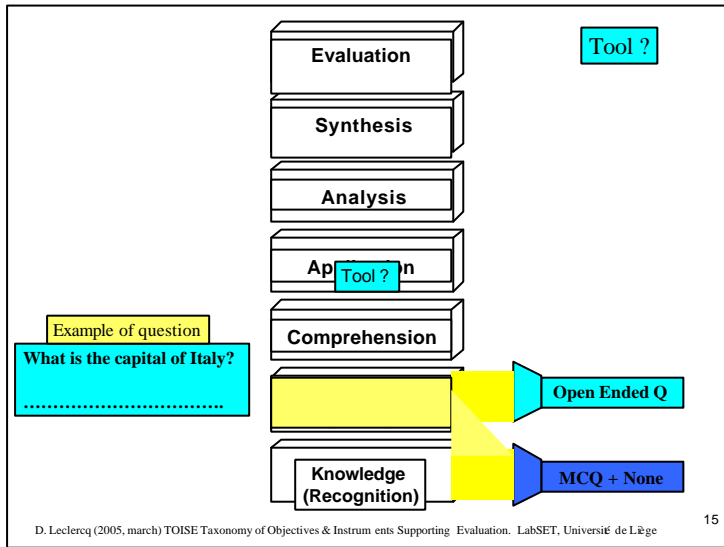 Evaluation
Tool ?
Synthesis
Analysis
Tool ?
Example of question
Comprehension
What is the capital of Italy?
……………………………..
Open Ended Q
Knowledge
(Recognition)
MCQ + None
D. Leclercq (2005, march) TOISE Taxonomy of Objectives & Instrum ents Supporting Evaluation. LabSET, Université de Liège
15